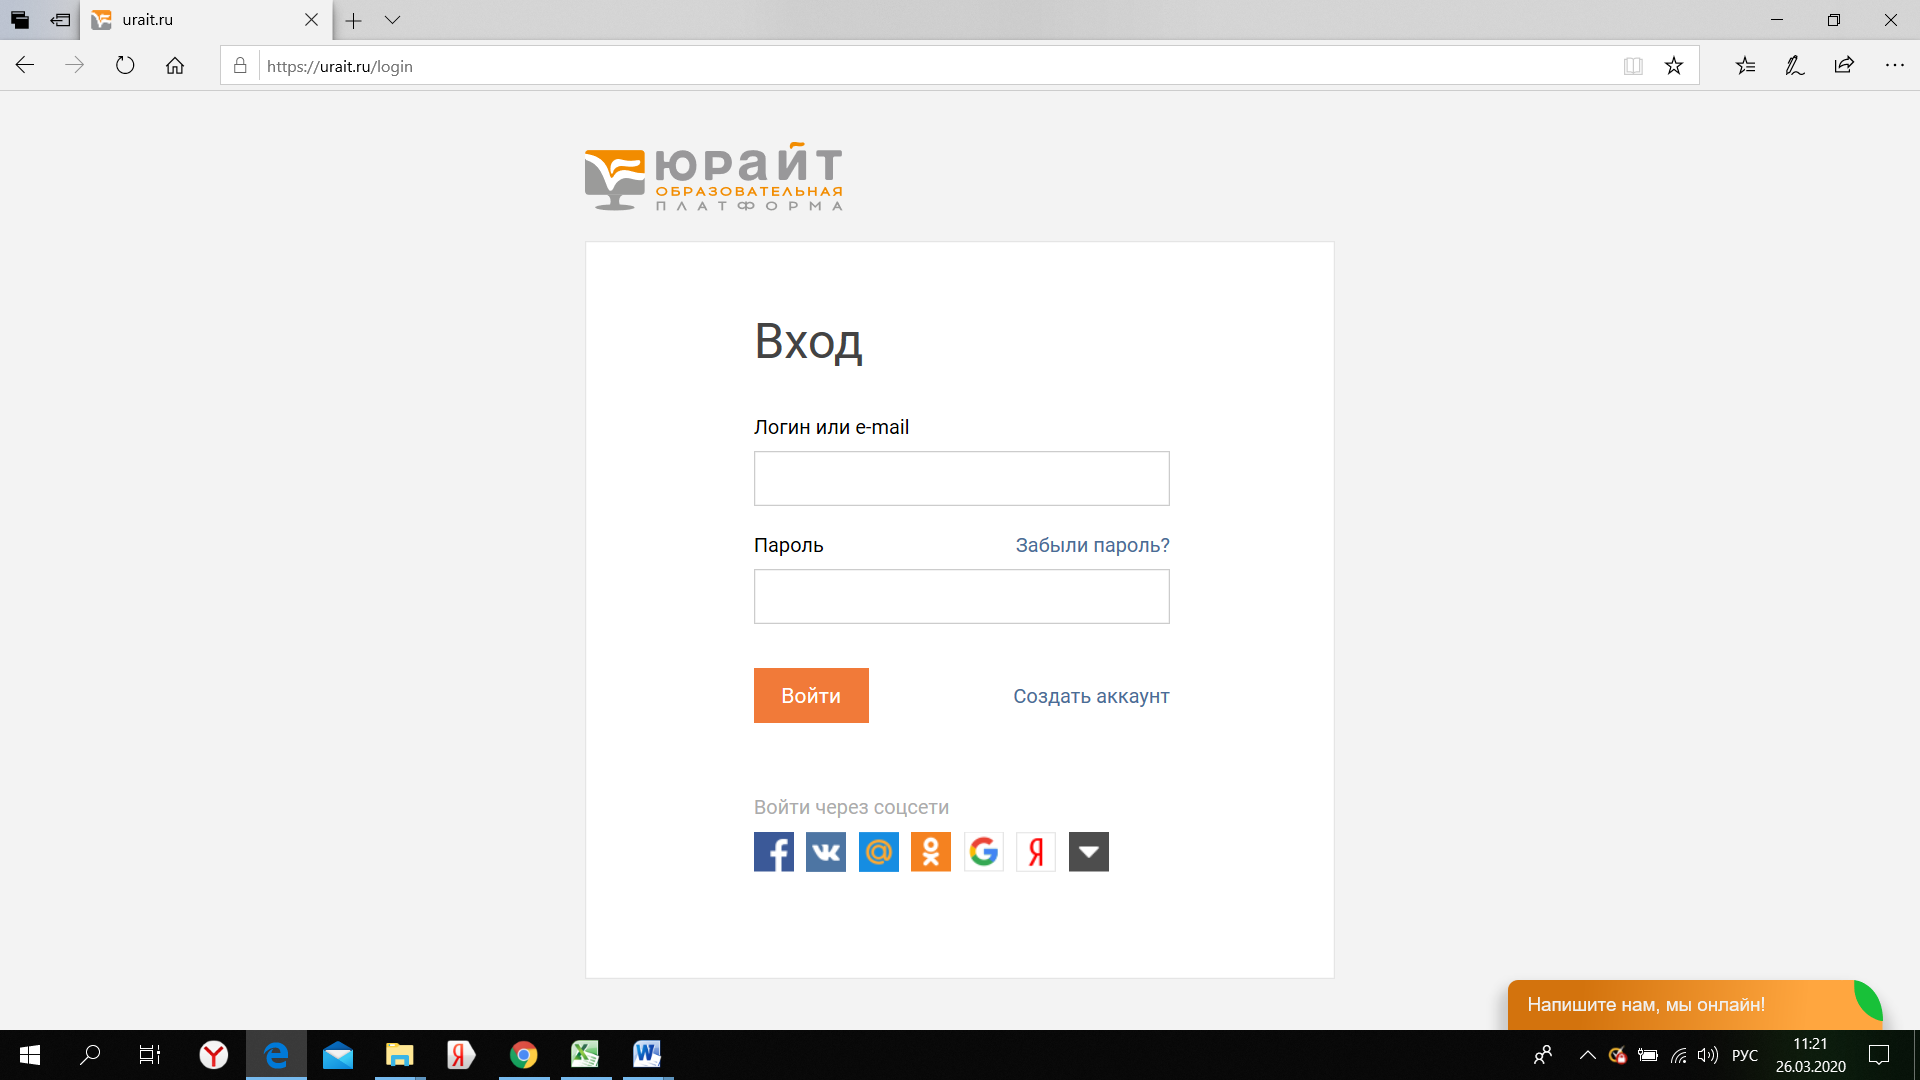 urait.ru
https://urait.ru/login
ЮРАЙТ
ОБРАЗОВАТЕЛЬНАЯ
ПЛАТФОРМА
Вход
Логин или e-mail
Пароль
Забыли пароль?
Войти
Создать аккаунт
Войти через соцсети
Напишите нам, мы онлайн!
РУС
11:21
26.03.2020